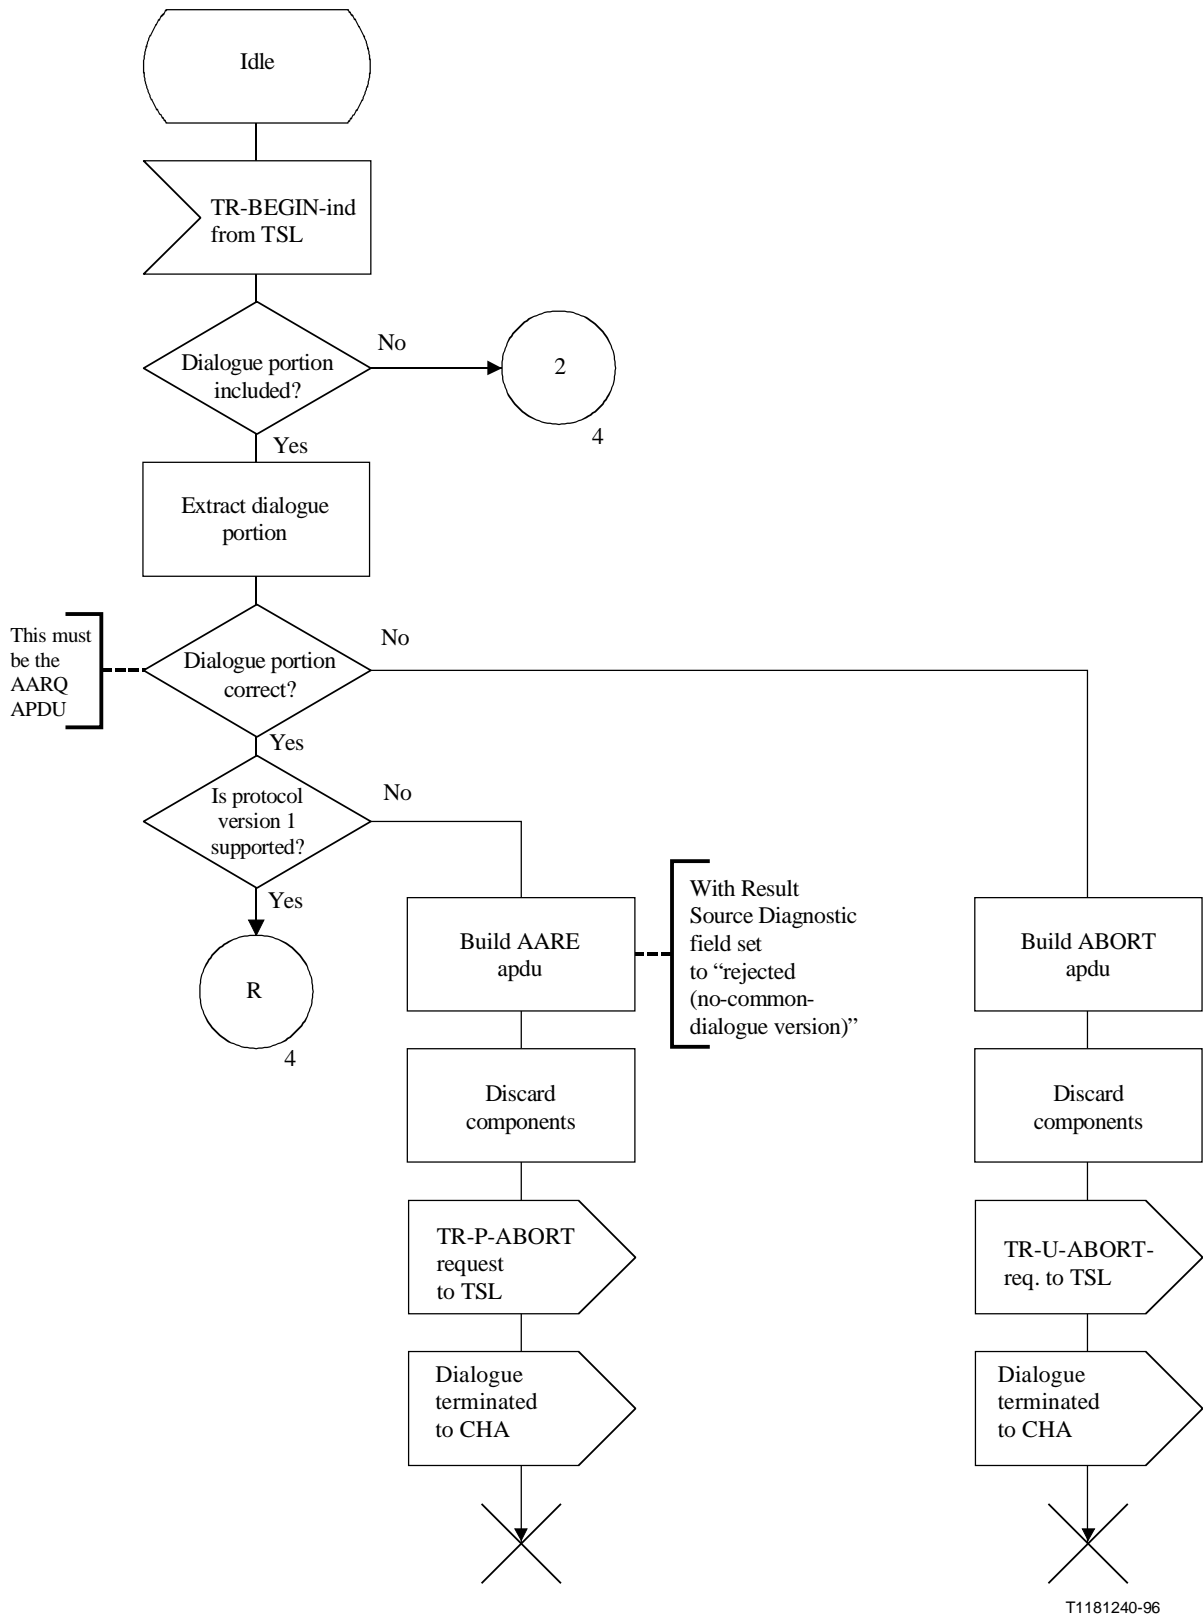 Idle
TR-BEGIN-ind
from TSL
Dialogue portion
included?
No
2
4
Yes
Extract dialogue
portion
This must
be the
AARQ
APDU
Dialogue portion
correct?
No
Yes
Is protocol
version 1
supported?
No
Yes
R
4
Build AARE
apdu
With Result
Source Diagnostic
field set
to “rejected
(no-common-
dialogue version)”
Build ABORT
apdu
Discard
components
Discard
components
TR-P-ABORT
request
to TSL
TR-U-ABORT-
req. to TSL
Dialogue
terminated
to CHA
Dialogue
terminated
to CHA
T1181240-96